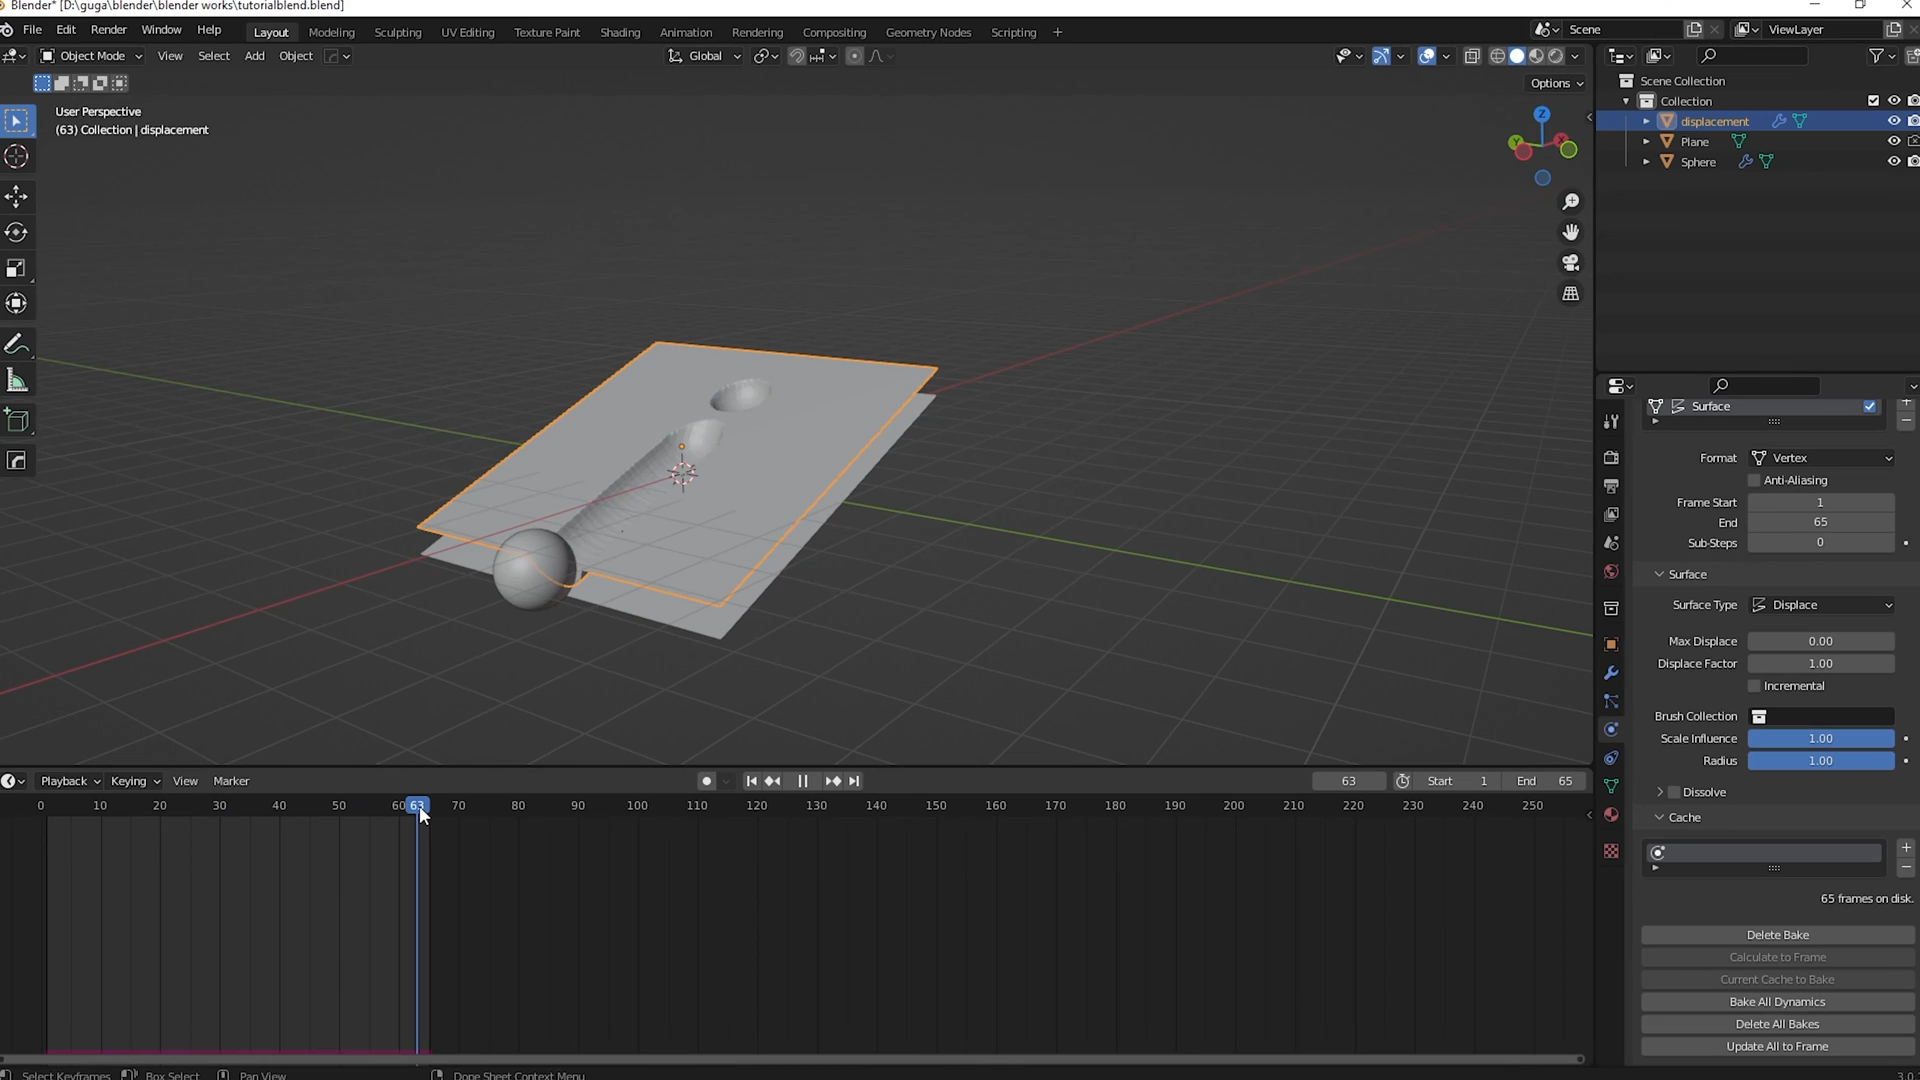 Blender* [D:\guga\blender\blender works\tutorialblend.blend]
File Edit Render Window Help Layout Modeling Sculpting UV Editing Texture Paint Shading Animation Rendering Compositing Geometry Nodes Scripting + Scene ViewLayer
Object Mode View Select Add Object Global
Options
User Perspective
(63) Collection | displacement
Z
Y
X
Scene Collection
Collection
displacement
Plane
Sphere
Surface
Format Vertex
Anti-Aliasing
Frame Start 1
End 65
Sub-Steps 0
Surface
Surface Type Displace
Max Displace 0.00
Displace Factor 1.00
Incremental
Brush Collection
Scale Influence 1.00
Radius 1.00
Dissolve
Cache
65 frames on disk.
Delete Bake
Calculate to Frame
Current Cache to Bake
Bake All Dynamics
Delete All Bakes
Update All to Frame
Playback Keying View Marker 63 Start 1 End 65
0 10 20 30 40 50 60 63 70 80 90 100 110 120 130 140 150 160 170 180 190 200 210 220 230 240 250
Select Keyframes Box Select Pan View Dope Sheet Context Menu 3.0.